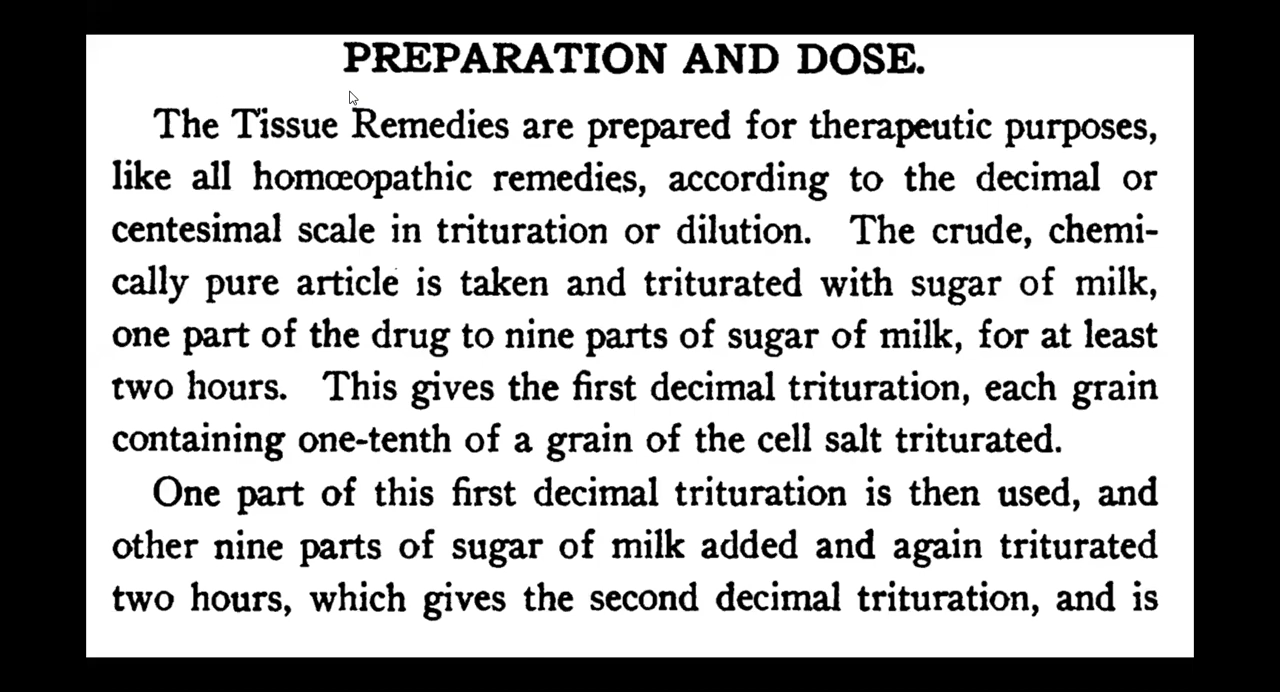 PREPARATION AND DOSE.
The Tissue Remedies are prepared for therapeutic purposes,
like all homœopathic remedies, according to the decimal or
centesimal scale in trituration or dilution. The crude, chemi-
cally pure article is taken and triturated with sugar of milk,
one part of the drug to nine parts of sugar of milk, for at least
two hours. This gives the first decimal trituration, each grain
containing one-tenth of a grain of the cell salt triturated.
One part of this first decimal trituration is then used, and
other nine parts of sugar of milk added and again triturated
two hours, which gives the second decimal trituration, and is